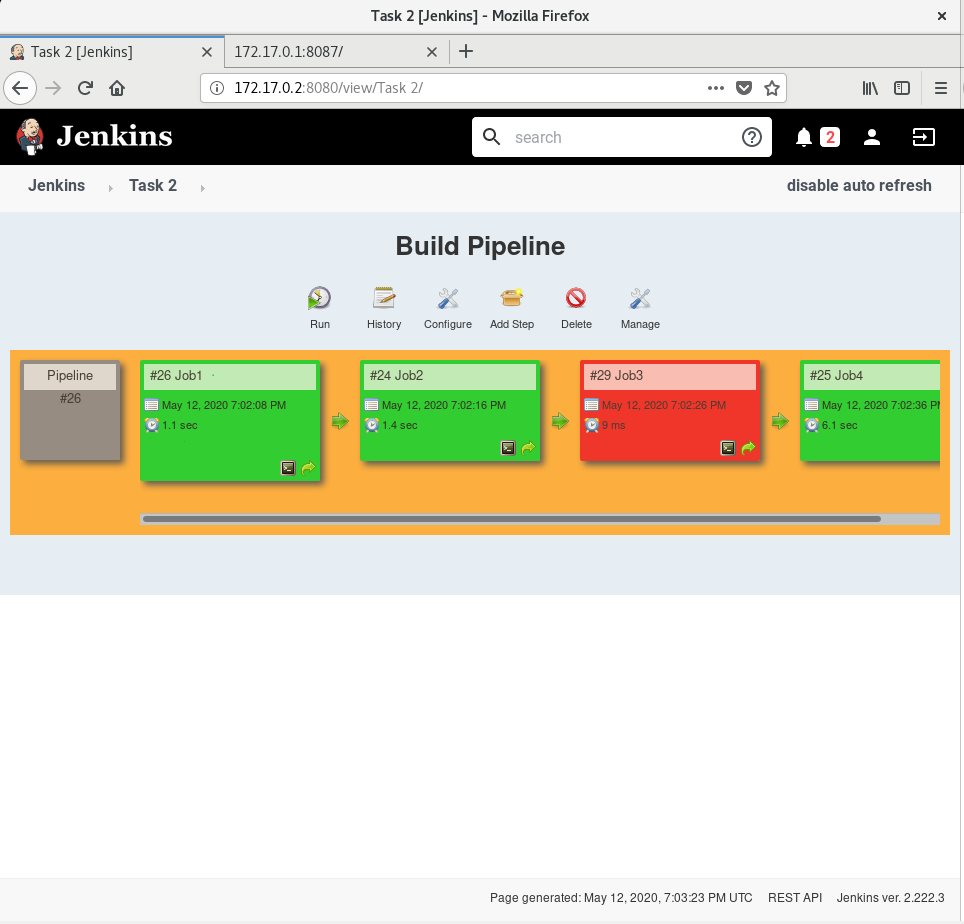 Task 2 [Jenkins] - Mozilla Firefox
Task 2 [Jenkins]
172.17.0.1:8087/
172.17.0.2:8080/view/Task 2/
Jenkins
search
2
Jenkins
Task 2
disable auto refresh
Build Pipeline
Run
History
Configure
Add Step
Delete
Manage
Pipeline
#26
#26 Job1
May 12, 2020 7:02:08 PM
1.1 sec
#24 Job2
May 12, 2020 7:02:16 PM
1.4 sec
#29 Job3
May 12, 2020 7:02:26 PM
9 ms
#25 Job4
May 12, 2020 7:02:36 PM
6.1 sec
Page generated: May 12, 2020, 7:03:23 PM UTC
REST API
Jenkins ver. 2.222.3